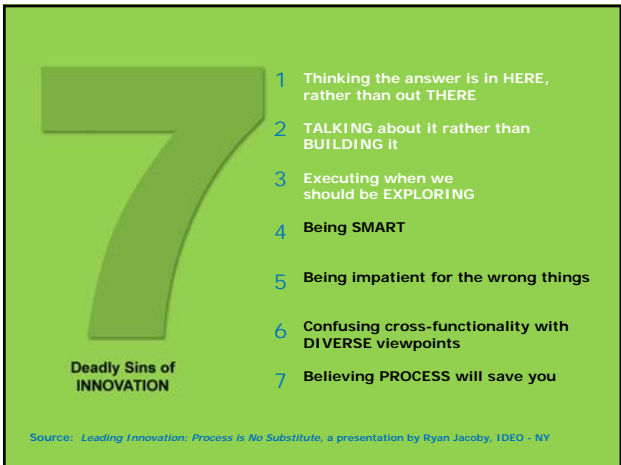 7
1 Thinking the answer is in HERE,
rather than out THERE
2 TALKING about it rather than
BUILDING it
3 Executing when we
should be EXPLORING
4 Being SMART
5 Being impatient for the wrong things
6 Confusing cross-functionality with
DIVERSE viewpoints
7 Believing PROCESS will save you
Deadly Sins of
INNOVATION
Source: Leading Innovation: Process is No Substitute, a presentation by Ryan Jacoby, IDEO - NY